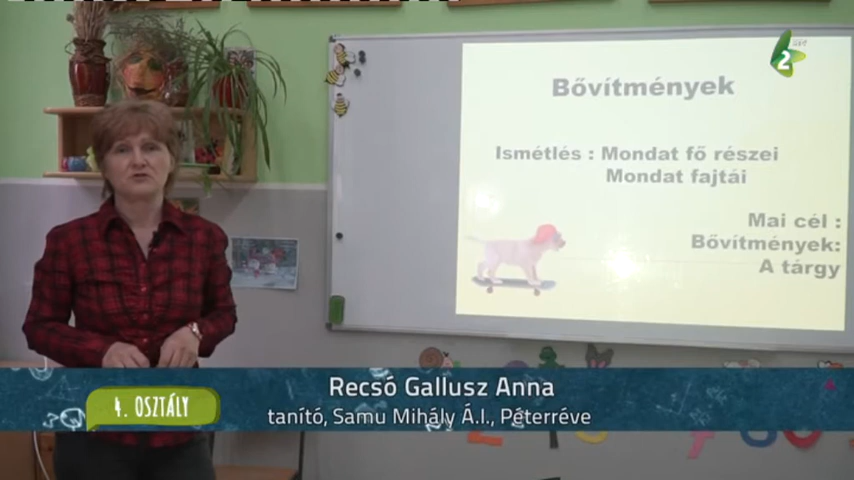 Bővítmények
Ismétlés : Mondat fő részei
Mondat fajtái
Mai cél :
Bővítmények:
A tárgy
2
Recsó Gallusz Anna
4. OSZTÁLY
tanító, Samu Mihály Á.I., Péterréve